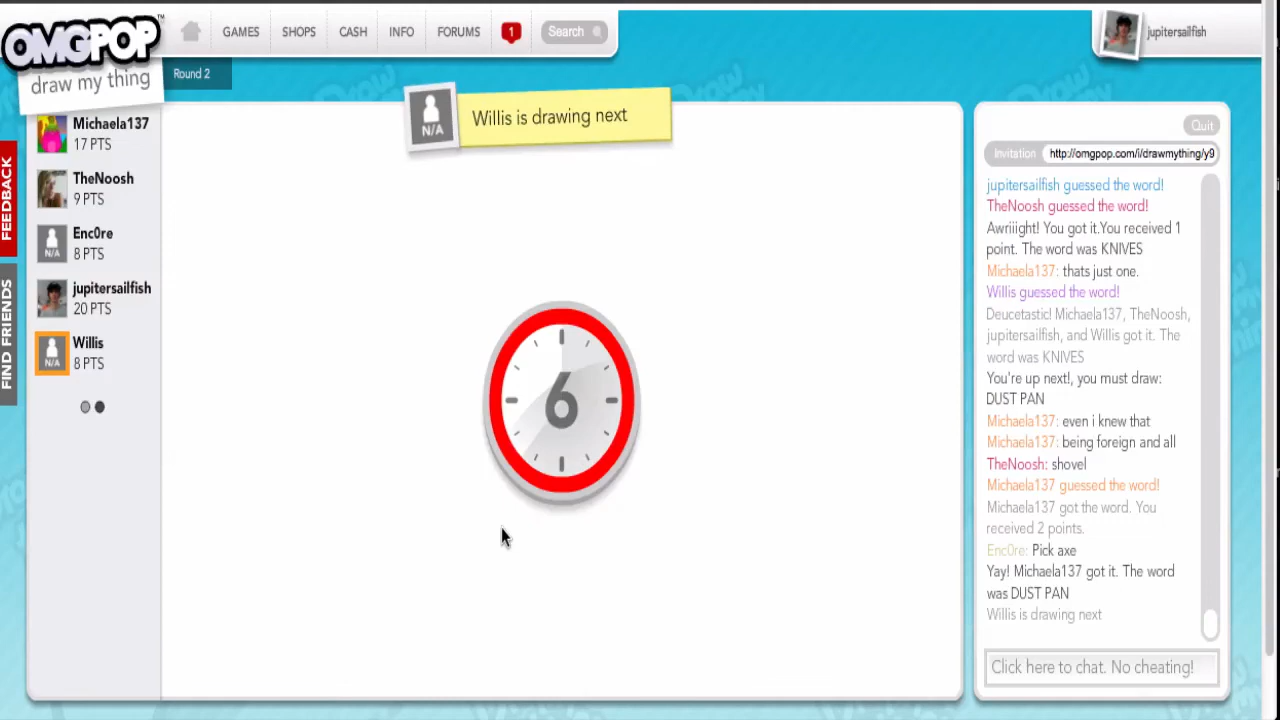 OMGPOP™
draw my thing
GAMES
SHOPS
CASH
INFO
FORUMS
1
Search
jupitersailfish
Round 2
FEEDBACK
FIND FRIENDS
Michaela137
17 PTS
TheNoosh
9 PTS
N/A
Enc0re
8 PTS
jupitersailfish
20 PTS
N/A
Willis
8 PTS
N/A
Willis is drawing next
6
Quit
Invitation http://omgpop.com/i/drawmything/y9
jupitersailfish guessed the word!
TheNoosh guessed the word!
Awriiight! You got it.You received 1
point. The word was KNIVES
Michaela137: thats just one.
Willis guessed the word!
Deucetastic! Michaela137, TheNoosh,
jupitersailfish, and Willis got it. The
word was KNIVES
You're up next!, you must draw:
DUST PAN
Michaela137: even i knew that
Michaela137: being foreign and all
TheNoosh: shovel
Michaela137 guessed the word!
Michaela137 got the word. You
received 2 points.
Enc0re: Pick axe
Yay! Michaela137 got it. The word
was DUST PAN
Willis is drawing next
Click here to chat. No cheating!